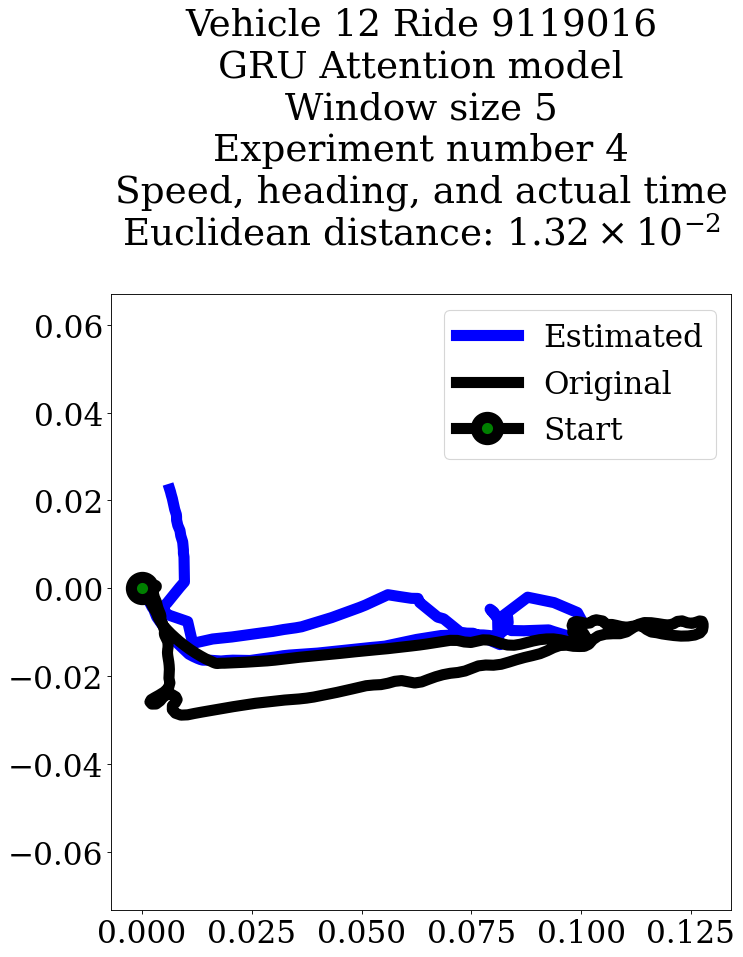 Vehicle 12 Ride 9119016
GRU Attention model
Window size 5
Experiment number 4
Speed, heading, and actual time
Euclidean distance: 1.32 × 10⁻²
Estimated
Original
Start
0.06
0.04
0.02
0.00
−0.02
−0.04
−0.06
0.000 0.025 0.050 0.075 0.100 0.125